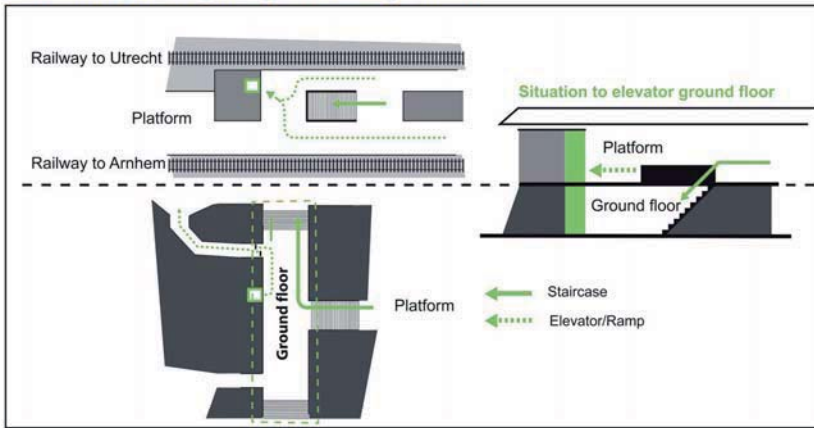 Railway to Utrecht
Platform
Railway to Arnhem
Situation to elevator ground floor
Platform
Ground floor
Ground floor
Platform
Staircase
Elevator/Ramp